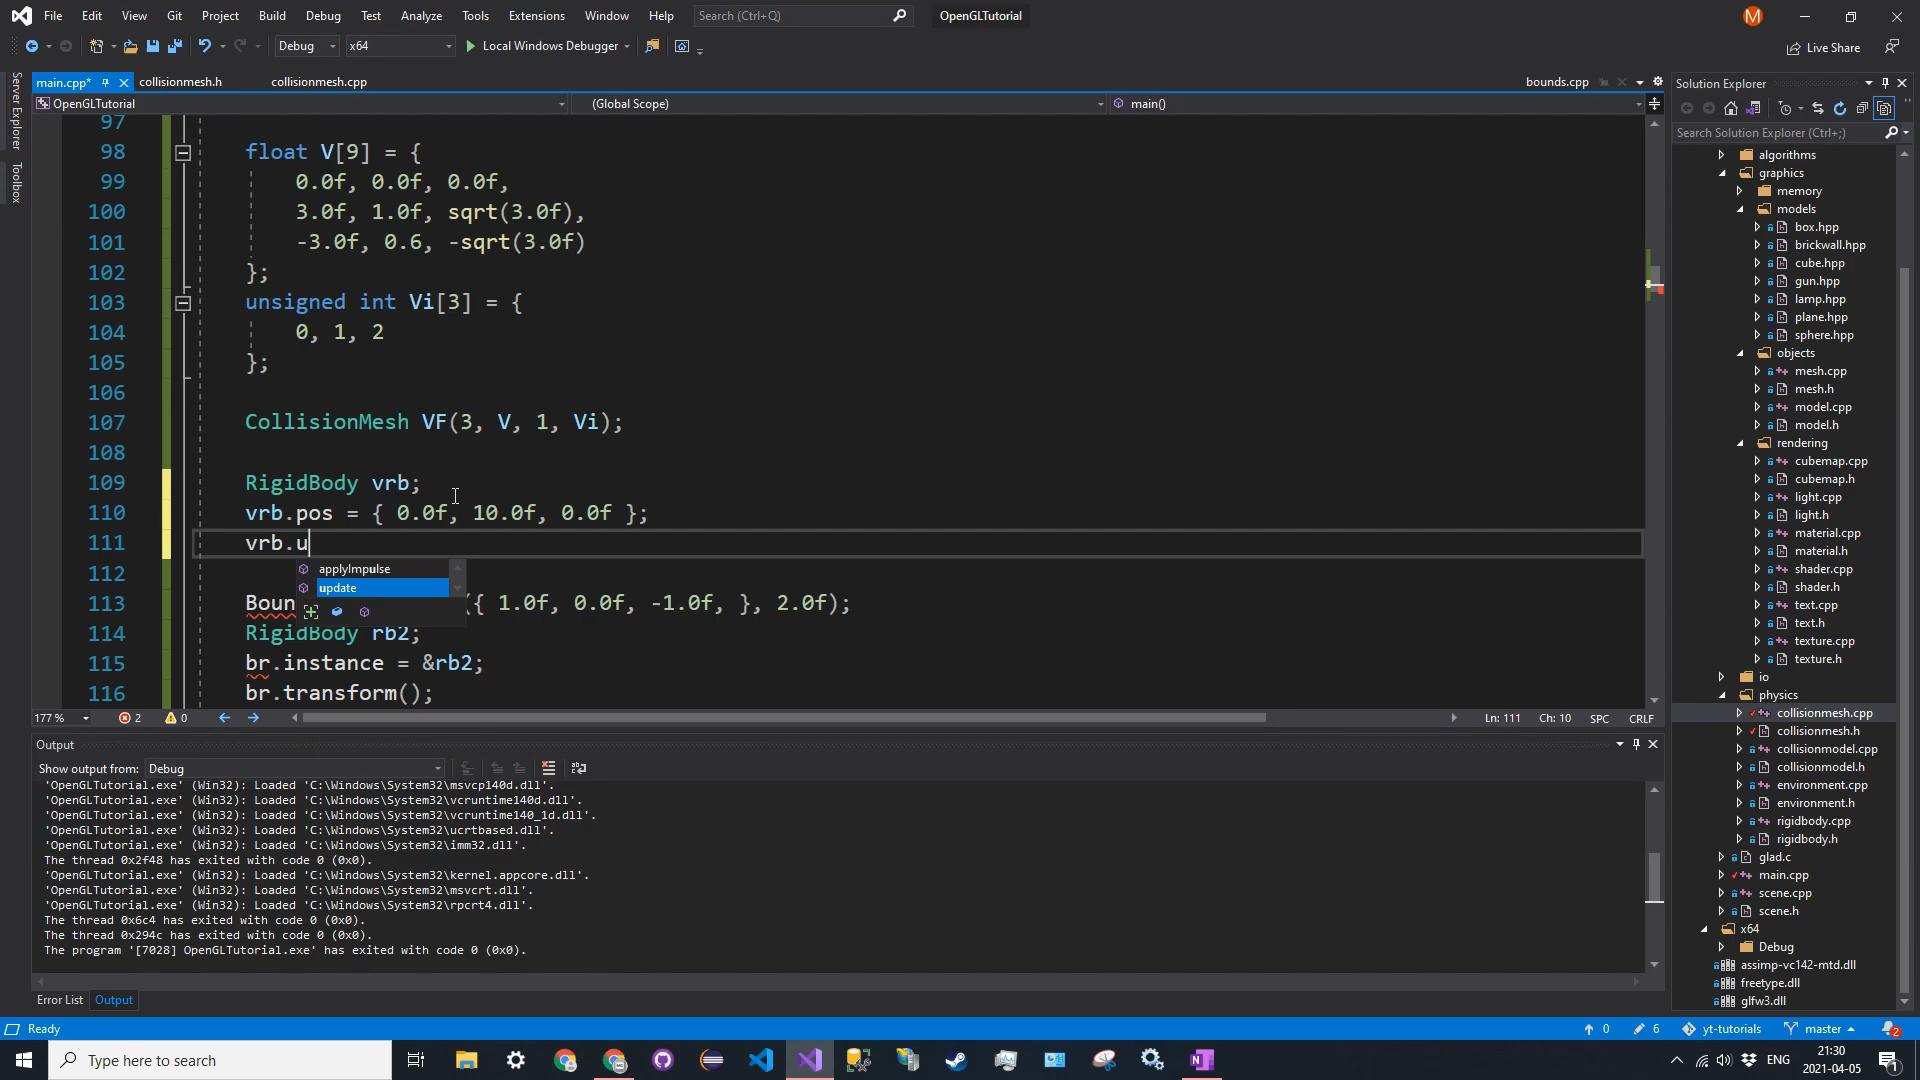 File Edit View Git Project Build Debug Test Analyze Tools Extensions Window Help Search (Ctrl+Q) OpenGLTutorial M
Debug x64 Local Windows Debugger Live Share
Server Explorer
Toolbox
main.cpp* collisionmesh.h collisionmesh.cpp bounds.cpp
OpenGLTutorial (Global Scope) main()
97
98 float V[9] = {
99 0.0f, 0.0f, 0.0f,
100 3.0f, 1.0f, sqrt(3.0f),
101 -3.0f, 0.6, -sqrt(3.0f)
102 };
103 unsigned int Vi[3] = {
104 0, 1, 2
105 };
106
107 CollisionMesh VF(3, V, 1, Vi);
108
109 RigidBody vrb;
110 vrb.pos = { 0.0f, 10.0f, 0.0f };
111 vrb.u
applyImpulse
update
112
113 Boun ({ 1.0f, 0.0f, -1.0f, }, 2.0f);
114 RigidBody rb2;
115 br.instance = &rb2;
116 br.transform();
177 % 2 0 Ln: 111 Ch: 10 SPC CRLF
Output
Show output from: Debug
'OpenGLTutorial.exe' (Win32): Loaded 'C:\Windows\System32\msvcp140d.dll'.
'OpenGLTutorial.exe' (Win32): Loaded 'C:\Windows\System32\vcruntime140d.dll'.
'OpenGLTutorial.exe' (Win32): Loaded 'C:\Windows\System32\vcruntime140_1d.dll'.
'OpenGLTutorial.exe' (Win32): Loaded 'C:\Windows\System32\ucrtbased.dll'.
'OpenGLTutorial.exe' (Win32): Loaded 'C:\Windows\System32\imm32.dll'.
The thread 0x2f48 has exited with code 0 (0x0).
'OpenGLTutorial.exe' (Win32): Loaded 'C:\Windows\System32\kernel.appcore.dll'.
'OpenGLTutorial.exe' (Win32): Loaded 'C:\Windows\System32\msvcrt.dll'.
'OpenGLTutorial.exe' (Win32): Loaded 'C:\Windows\System32\rpcrt4.dll'.
The thread 0x6c4 has exited with code 0 (0x0).
The thread 0x294c has exited with code 0 (0x0).
The program '[7028] OpenGLTutorial.exe' has exited with code 0 (0x0).
Error List Output
Solution Explorer
Search Solution Explorer (Ctrl+;)
algorithms
graphics
memory
models
box.hpp
brickwall.hpp
cube.hpp
gun.hpp
lamp.hpp
plane.hpp
sphere.hpp
objects
mesh.cpp
mesh.h
model.cpp
model.h
rendering
cubemap.cpp
cubemap.h
light.cpp
light.h
material.cpp
material.h
shader.cpp
shader.h
text.cpp
text.h
texture.cpp
texture.h
io
physics
collisionmesh.cpp
collisionmesh.h
collisionmodel.cpp
collisionmodel.h
environment.cpp
environment.h
rigidbody.cpp
rigidbody.h
glad.c
main.cpp
scene.cpp
scene.h
x64
Debug
assimp-vc142-mtd.dll
freetype.dll
glfw3.dll
Ready 0 6 yt-tutorials master 2
Type here to search ENG 21:30
2021-04-05 1